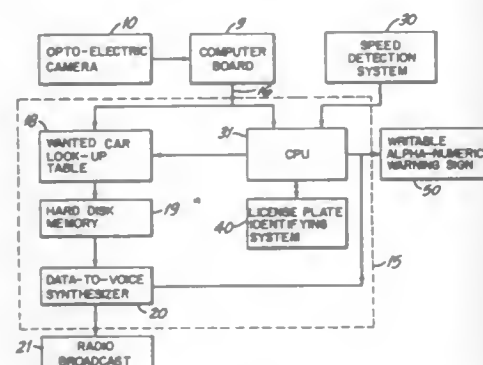 10
OPTO-ELECTRIC
CAMERA
9
COMPUTER
BOARD
30
SPEED
DETECTION
SYSTEM
16
18
WANTED CAR
LOOK-UP
TABLE
31
CPU
WRITABLE
ALPHA-NUMERIC
WARNING SIGN
50
HARD DISK
MEMORY
19
40
LICENSE PLATE
IDENTIFYING
SYSTEM
15
DATA-TO-VOICE
SYNTHESIZER
20
21
RADIO
BROADCAST